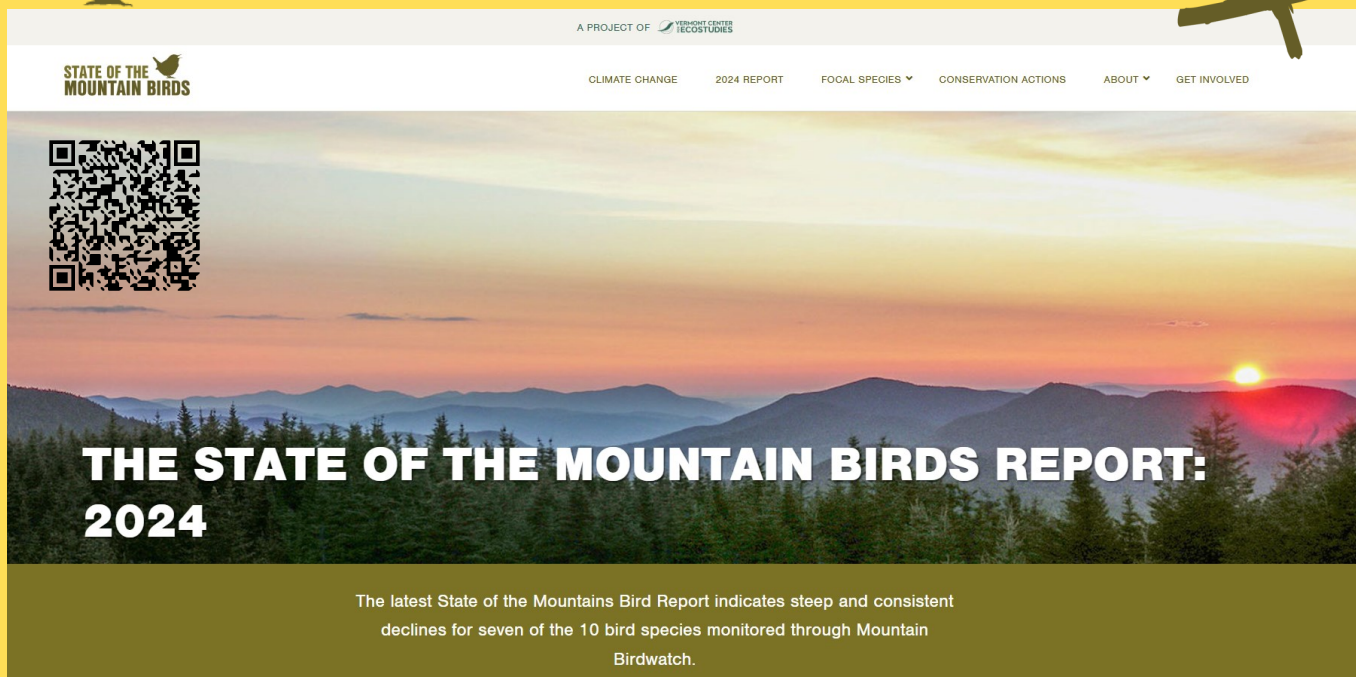 A PROJECT OF VERMONT CENTER
for ECOSTUDIES
STATE OF THE
MOUNTAIN BIRDS
CLIMATE CHANGE 2024 REPORT FOCAL SPECIES CONSERVATION ACTIONS ABOUT GET INVOLVED
THE STATE OF THE MOUNTAIN BIRDS REPORT:
2024
The latest State of the Mountains Bird Report indicates steep and consistent
declines for seven of the 10 bird species monitored through Mountain
Birdwatch.